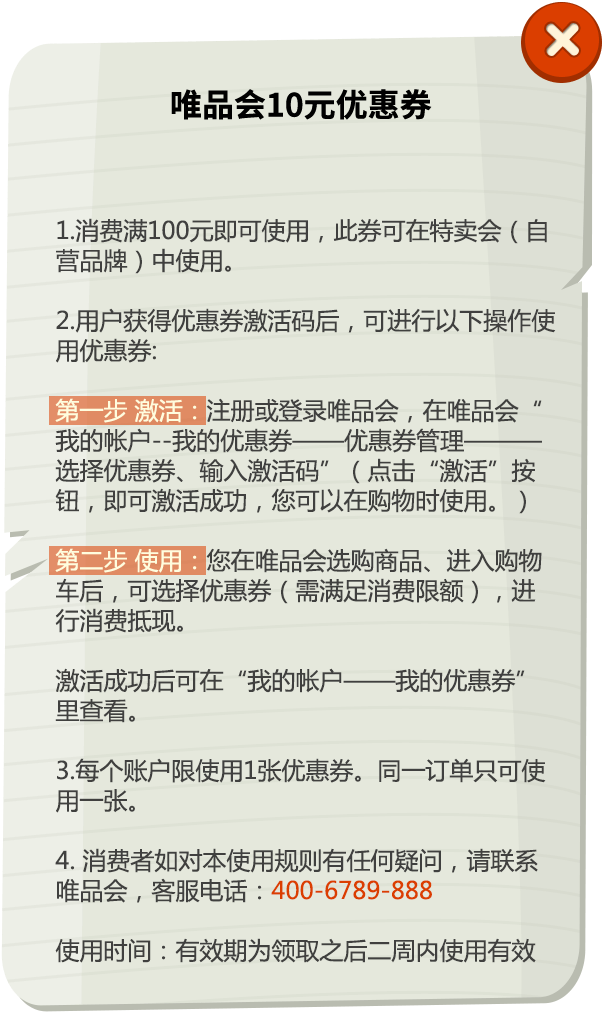 唯品会10元优惠券
1.消费满100元即可使用，此券可在特卖会（自
营品牌）中使用。
2.用户获得优惠券激活码后，可进行以下操作使
用优惠券:
第一步 激活：注册或登录唯品会，在唯品会“
我的帐户--我的优惠券——优惠券管理———
选择优惠券、输入激活码”（点击“激活”按
钮，即可激活成功，您可以在购物时使用。）
第二步 使用：您在唯品会选购商品、进入购物
车后，可选择优惠券（需满足消费限额），进
行消费抵现。
激活成功后可在“我的帐户——我的优惠券”
里查看。
3.每个账户限使用1张优惠券。同一订单只可使
用一张。
4. 消费者如对本使用规则有任何疑问，请联系
唯品会，客服电话：400-6789-888
使用时间：有效期为领取之后二周内使用有效